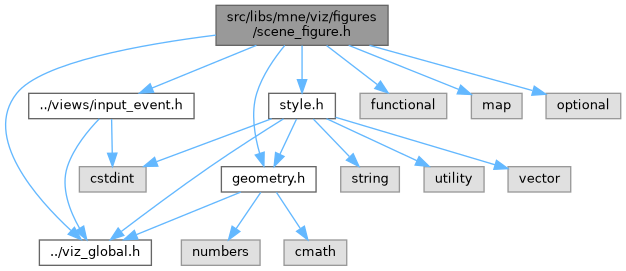 src/libs/mne/viz/figures
/scene_figure.h
../views/input_event.h
style.h
functional
map
optional
cstdint
geometry.h
string
utility
vector
../viz_global.h
numbers
cmath